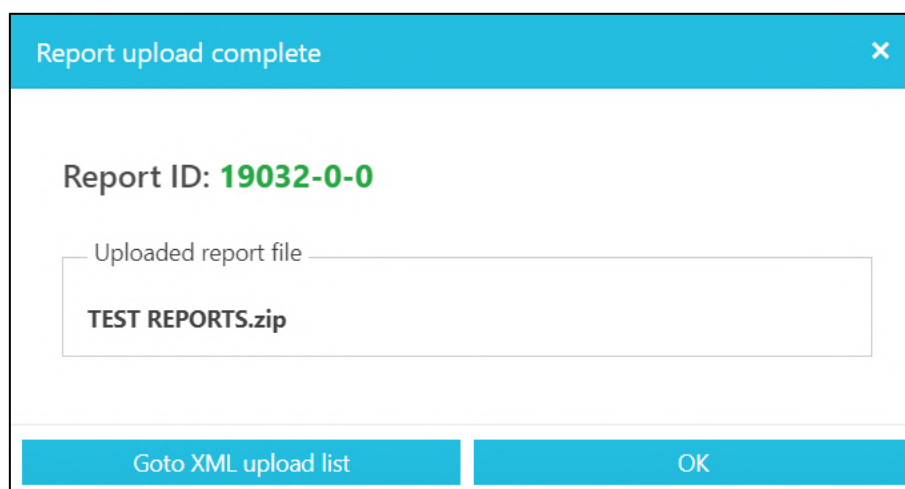 Report upload complete ×
Report ID: 19032-0-0
Uploaded report file
TEST REPORTS.zip
Goto XML upload list OK